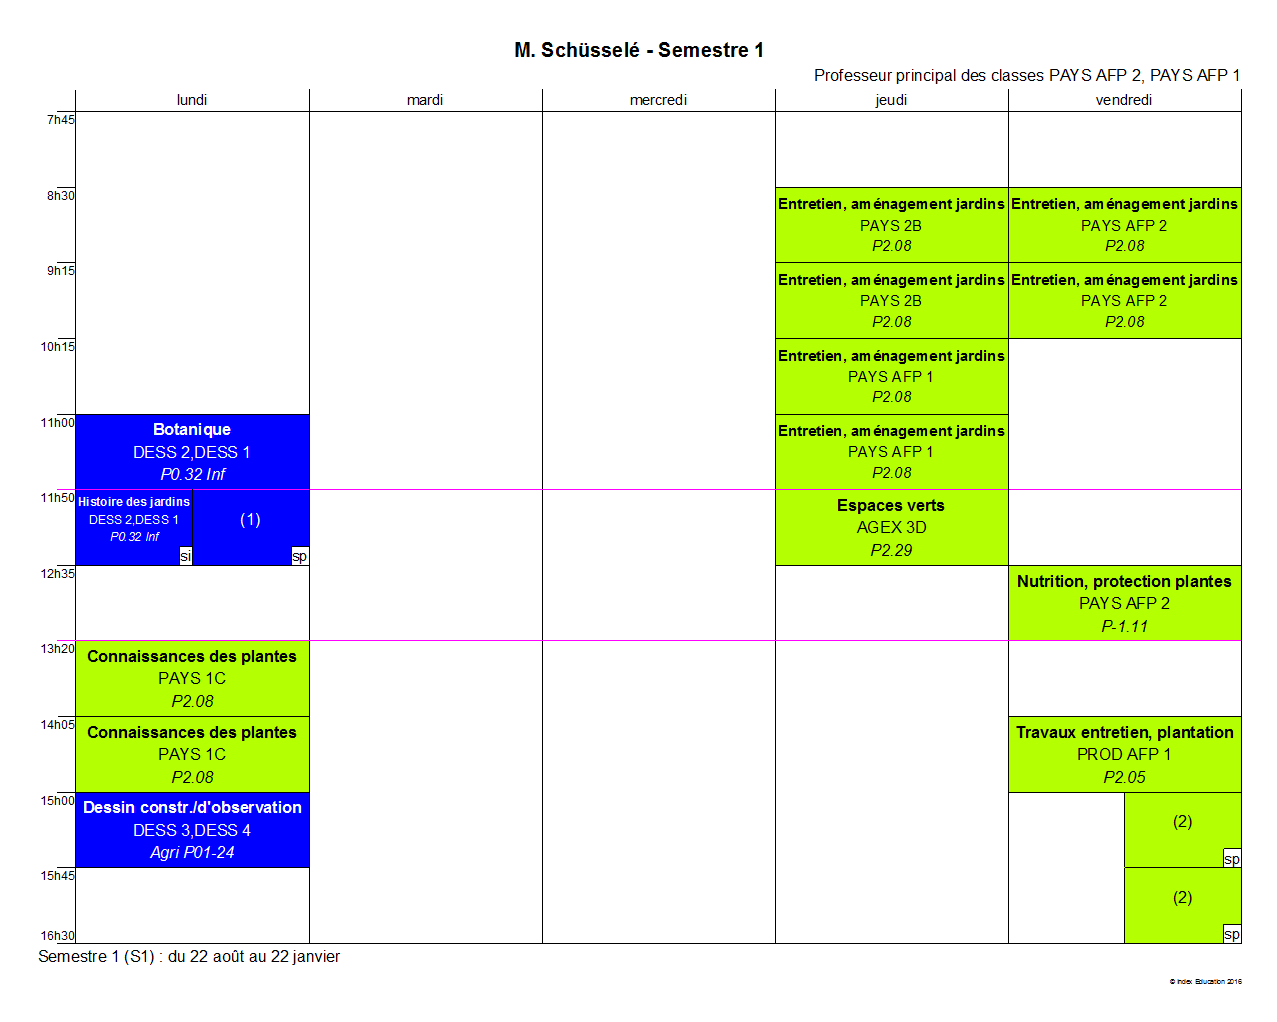 M. Schüsselé - Semestre 1
Professeur principal des classes PAYS AFP 2, PAYS AFP 1
lundi mardi mercredi jeudi vendredi
7h45
8h30
Entretien, aménagement jardins
PAYS 2B
P2.08
Entretien, aménagement jardins
PAYS AFP 2
P2.08
9h15
Entretien, aménagement jardins
PAYS 2B
P2.08
Entretien, aménagement jardins
PAYS AFP 2
P2.08
10h15
Entretien, aménagement jardins
PAYS AFP 1
P2.08
11h00
Botanique
DESS 2,DESS 1
P0.32 Inf
Entretien, aménagement jardins
PAYS AFP 1
P2.08
11h50
Histoire des jardins
DESS 2,DESS 1
P0.32 Inf
si
(1)
sp
Espaces verts
AGEX 3D
P2.29
12h35
Nutrition, protection plantes
PAYS AFP 2
P-1.11
13h20
Connaissances des plantes
PAYS 1C
P2.08
14h05
Connaissances des plantes
PAYS 1C
P2.08
Travaux entretien, plantation
PROD AFP 1
P2.05
15h00
Dessin constr./d'observation
DESS 3,DESS 4
Agri P01-24
(2)
sp
15h45
(2)
sp
16h30
Semestre 1 (S1) : du 22 août au 22 janvier
© Index Education 2016